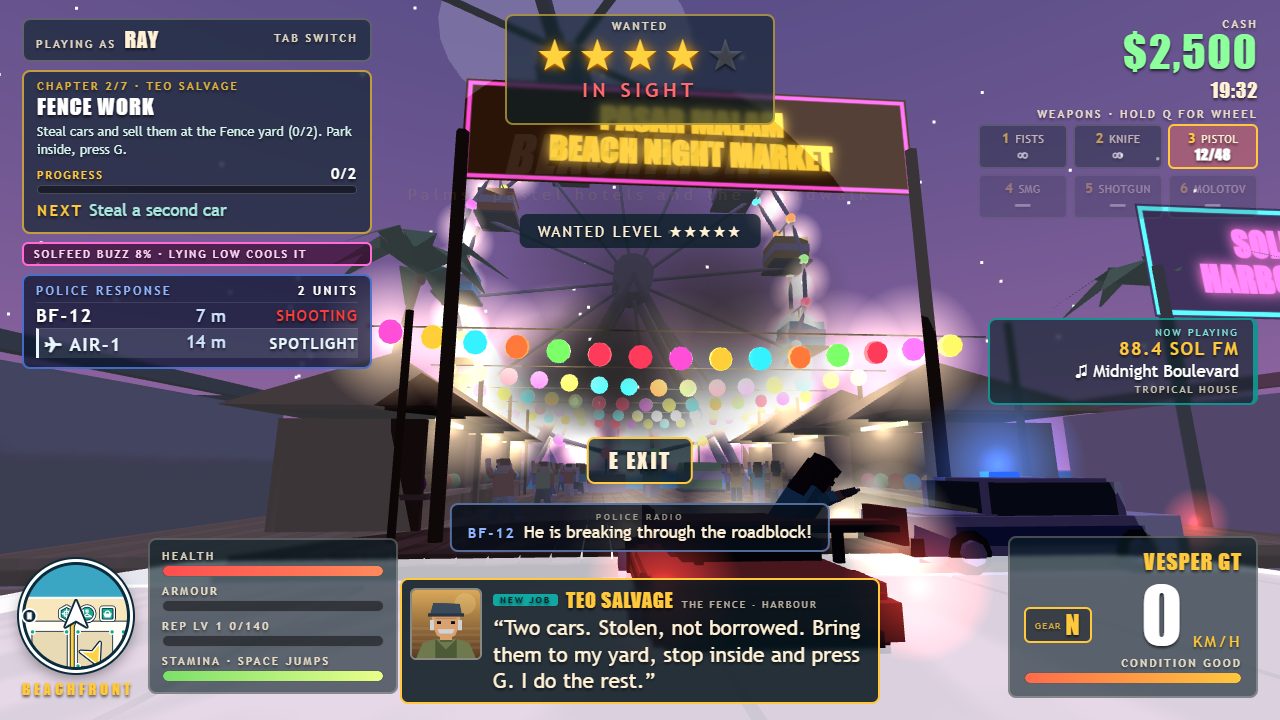 PLAYING AS RAY
TAB SWITCH
CHAPTER 2/7 · TEO SALVAGE
FENCE WORK
Steal cars and sell them at the Fence yard (0/2). Park
inside, press G.
PROGRESS 0/2
NEXT Steal a second car
SOLFEED BUZZ 8% · LYING LOW COOLS IT
POLICE RESPONSE 2 UNITS
BF-12 7 m SHOOTING
AIR-1 14 m SPOTLIGHT
WANTED
IN SIGHT
PASAR MALAM
BEACH NIGHT MARKET
WANTED LEVEL ★★★★★
CASH
$2,500
19:32
WEAPONS · HOLD Q FOR WHEEL
1 FISTS ∞
2 KNIFE ∞
3 PISTOL 12/48
4 SMG —
5 SHOTGUN —
6 MOLOTOV —
NOW PLAYING
88.4 SOL FM
♫ Midnight Boulevard
TROPICAL HOUSE
E EXIT
POLICE RADIO
BF-12 He is breaking through the roadblock!
BEACHFRONT
HEALTH
ARMOUR
REP LV 1 0/140
STAMINA · SPACE JUMPS
NEW JOB TEO SALVAGE THE FENCE · HARBOUR
“Two cars. Stolen, not borrowed. Bring
them to my yard, stop inside and press
G. I do the rest.”
VESPER GT
GEAR N
0 KM/H
CONDITION GOOD